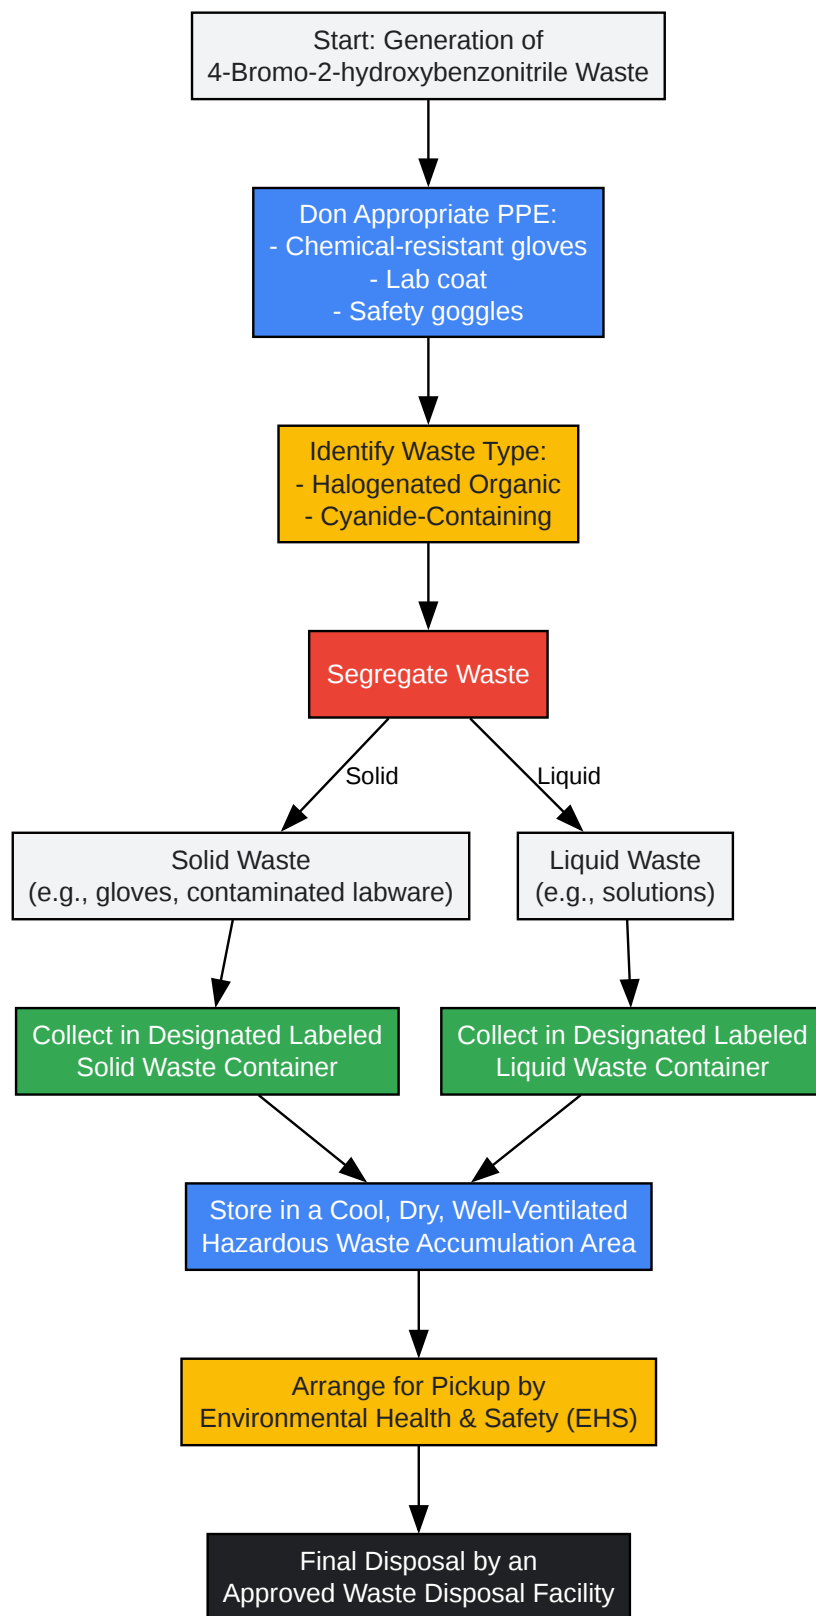 Start: Generation of
4-Bromo-2-hydroxybenzonitrile Waste
Don Appropriate PPE:
- Chemical-resistant gloves
- Lab coat
- Safety goggles
Identify Waste Type:
- Halogenated Organic
- Cyanide-Containing
Segregate Waste
Solid
Liquid
Solid Waste
(e.g., gloves, contaminated labware)
Liquid Waste
(e.g., solutions)
Collect in Designated Labeled
Solid Waste Container
Collect in Designated Labeled
Liquid Waste Container
Store in a Cool, Dry, Well-Ventilated
Hazardous Waste Accumulation Area
Arrange for Pickup by
Environmental Health & Safety (EHS)
Final Disposal by an
Approved Waste Disposal Facility